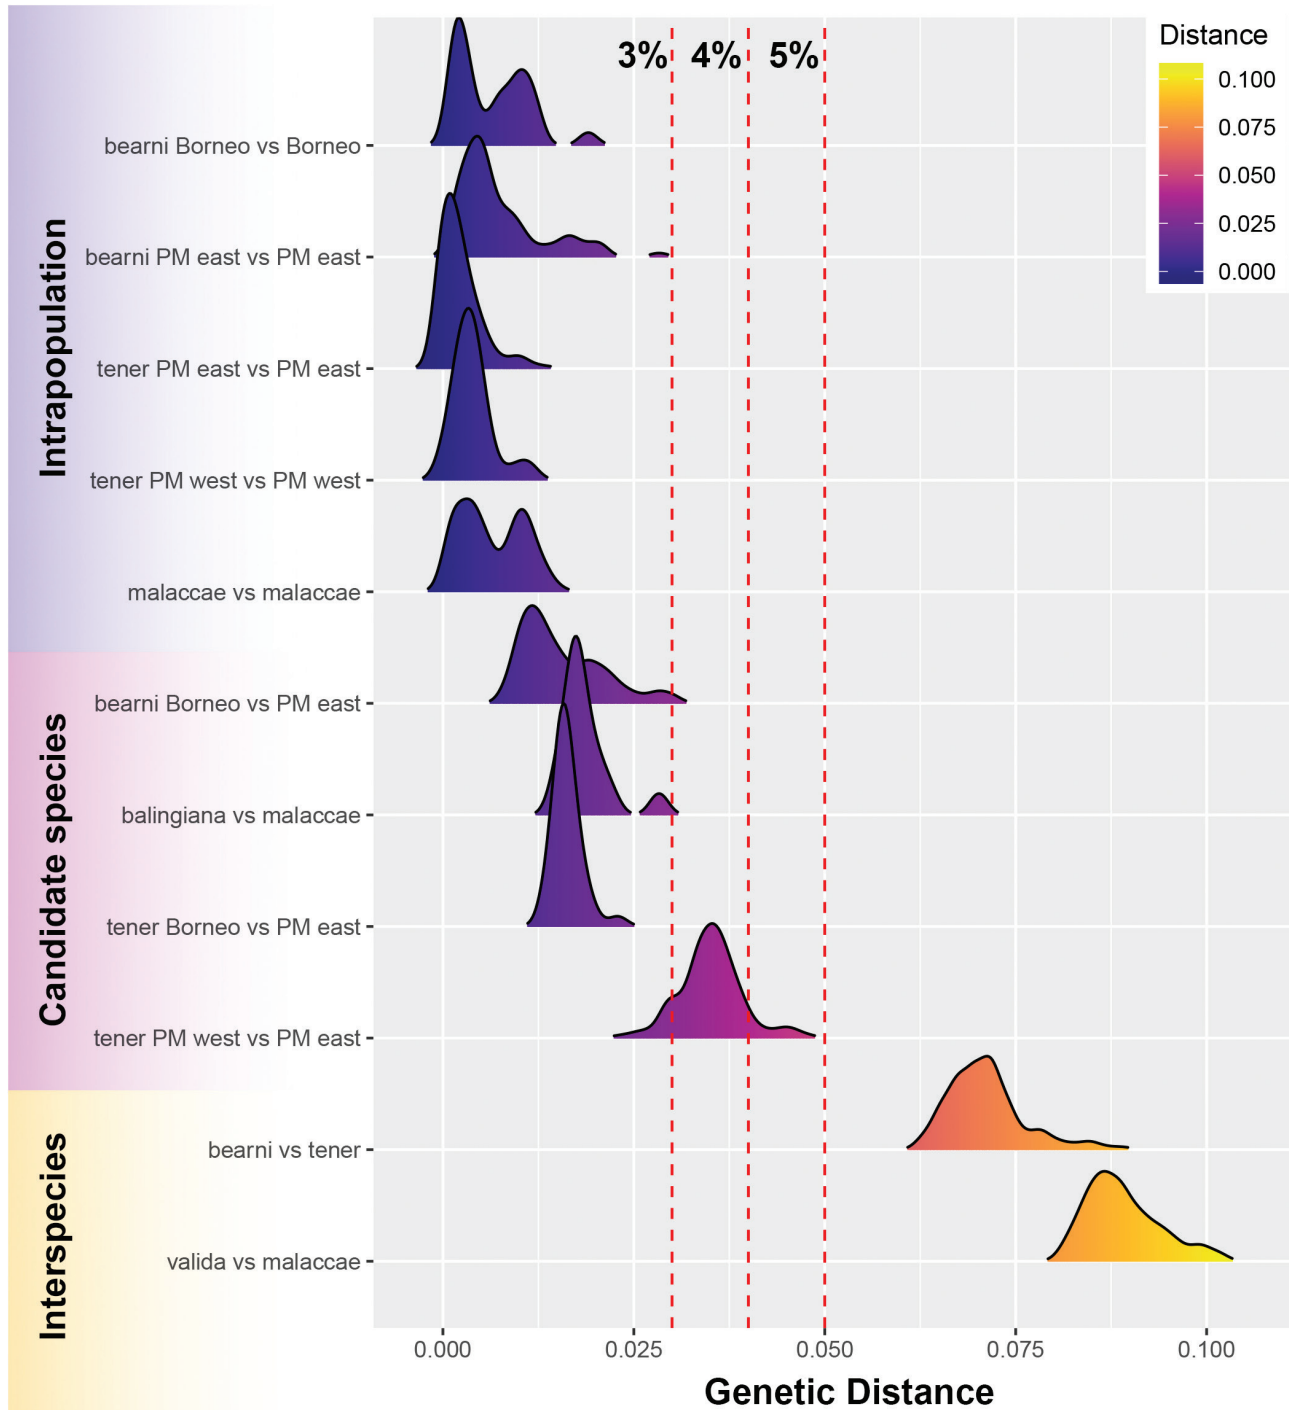 3% 4% 5%
Distance
0.100
0.075
0.050
0.025
0.000
Intrapopulation
bearni Borneo vs Borneo
bearni PM east vs PM east
tener PM east vs PM east
tener PM west vs PM west
malaccae vs malaccae
Candidate species
bearni Borneo vs PM east
balingiana vs malaccae
tener Borneo vs PM east
tener PM west vs PM east
Interspecies
bearni vs tener
valida vs malaccae
0.000 0.025 0.050 0.075 0.100
Genetic Distance